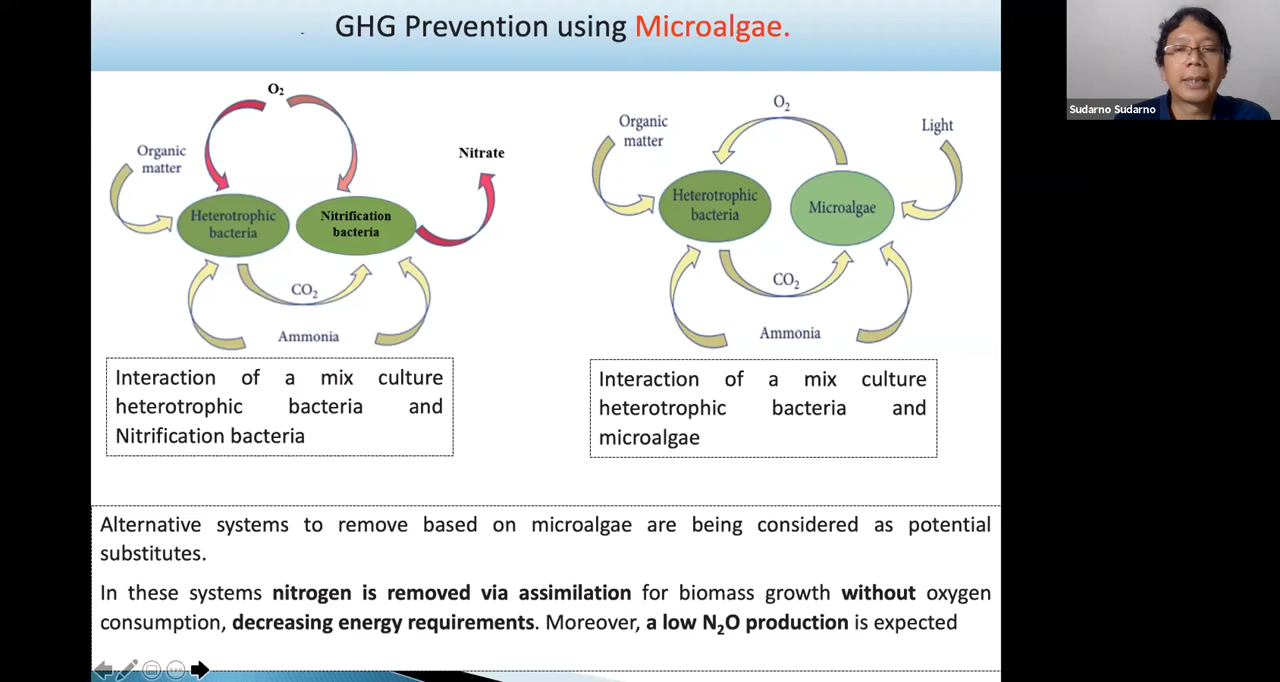 GHG Prevention using Microalgae.
Sudarno Sudarno
O₂
Organic
matter
Nitrate
Heterotrophic
bacteria
Nitrification
bacteria
CO₂
Ammonia
O₂
Organic
matter
Light
Heterotrophic
bacteria
Microalgae
CO₂
Ammonia
Interaction of a mix culture
heterotrophic bacteria and
Nitrification bacteria
Interaction of a mix culture
heterotrophic bacteria and
microalgae
Alternative systems to remove based on microalgae are being considered as potential
substitutes.
In these systems nitrogen is removed via assimilation for biomass growth without oxygen
consumption, decreasing energy requirements. Moreover, a low N₂O production is expected